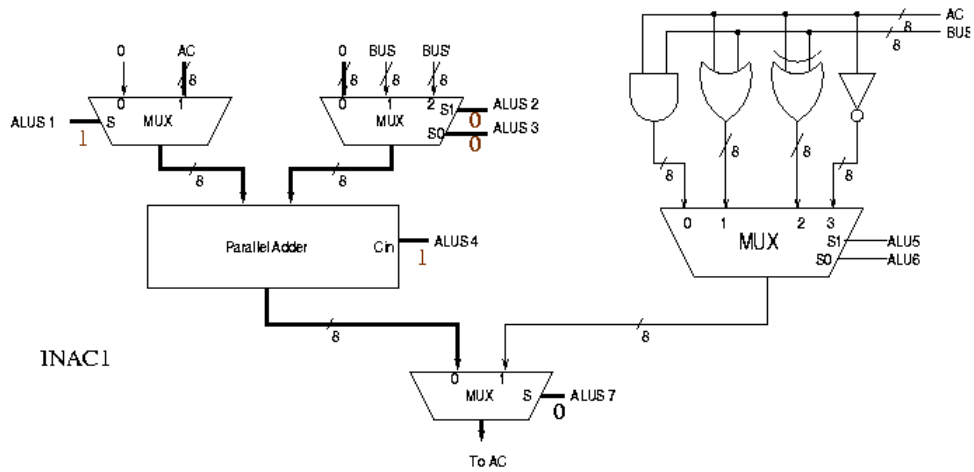 0 AC 0 BUS BUS' AC
8 BUS
8 8 8 8 8
0 1 0 1 2
ALUS 1 S MUX MUX S1 ALUS 2
1 0
S0 ALUS 3
0
8 8 8 8 8 8
0 1 2 3
Parallel Adder Cin ALUS 4 MUX S1 ALU5
1 S0 ALU6
8 8
INAC1
0 1
MUX S ALUS 7
0
To AC